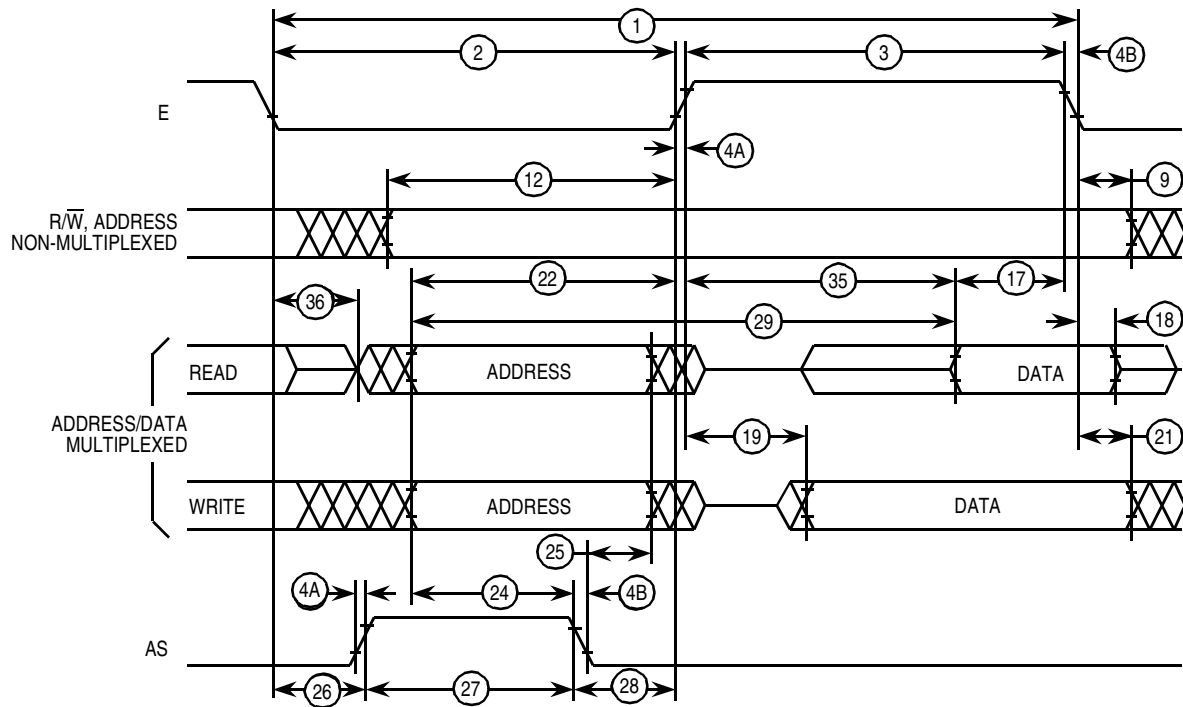 1
2
3
4B
E
4A
12
9
R/W̅, ADDRESS
NON-MULTIPLEXED
22
35
17
36
29
18
READ
ADDRESS
DATA
ADDRESS/DATA
MULTIPLEXED
19
21
WRITE
ADDRESS
DATA
25
4A
24
4B
AS
26
27
28